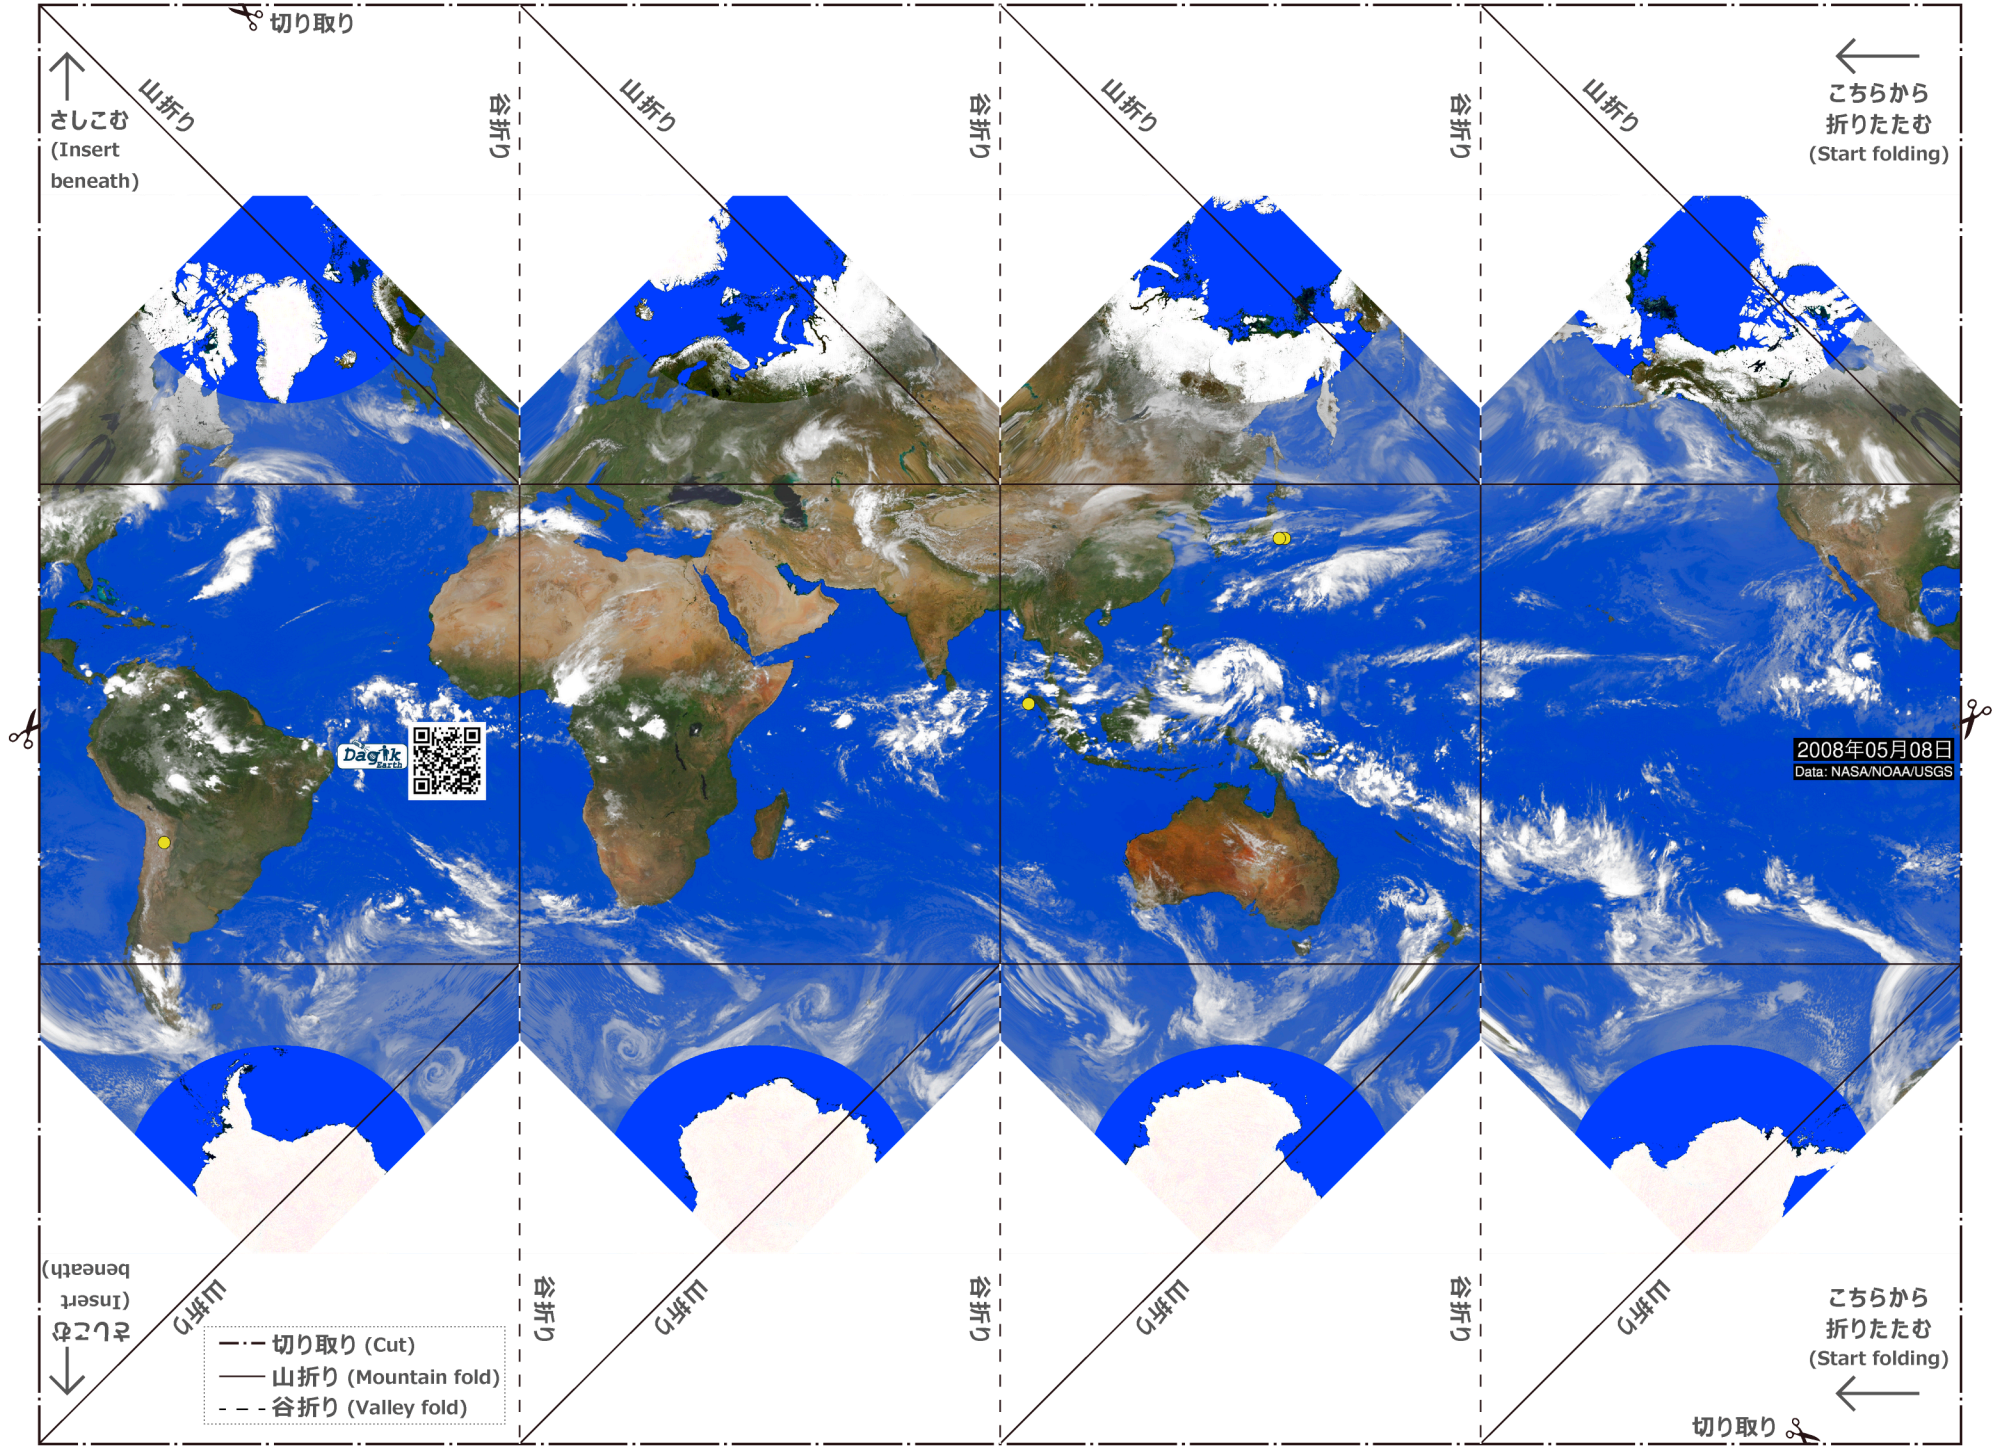 切り取り
さしこむ
(Insert
beneath)
山折り
谷折り
山折り
谷折り
山折り
谷折り
山折り
こちらから
折りたたむ
(Start folding)
Dagik
Earth
2008年05月08日
Data: NASA/NOAA/USGS
さしこむ
(Insert
beneath)
山折り
谷折り
山折り
谷折り
山折り
谷折り
山折り
こちらから
折りたたむ
(Start folding)
切り取り (Cut)
山折り (Mountain fold)
谷折り (Valley fold)
切り取り